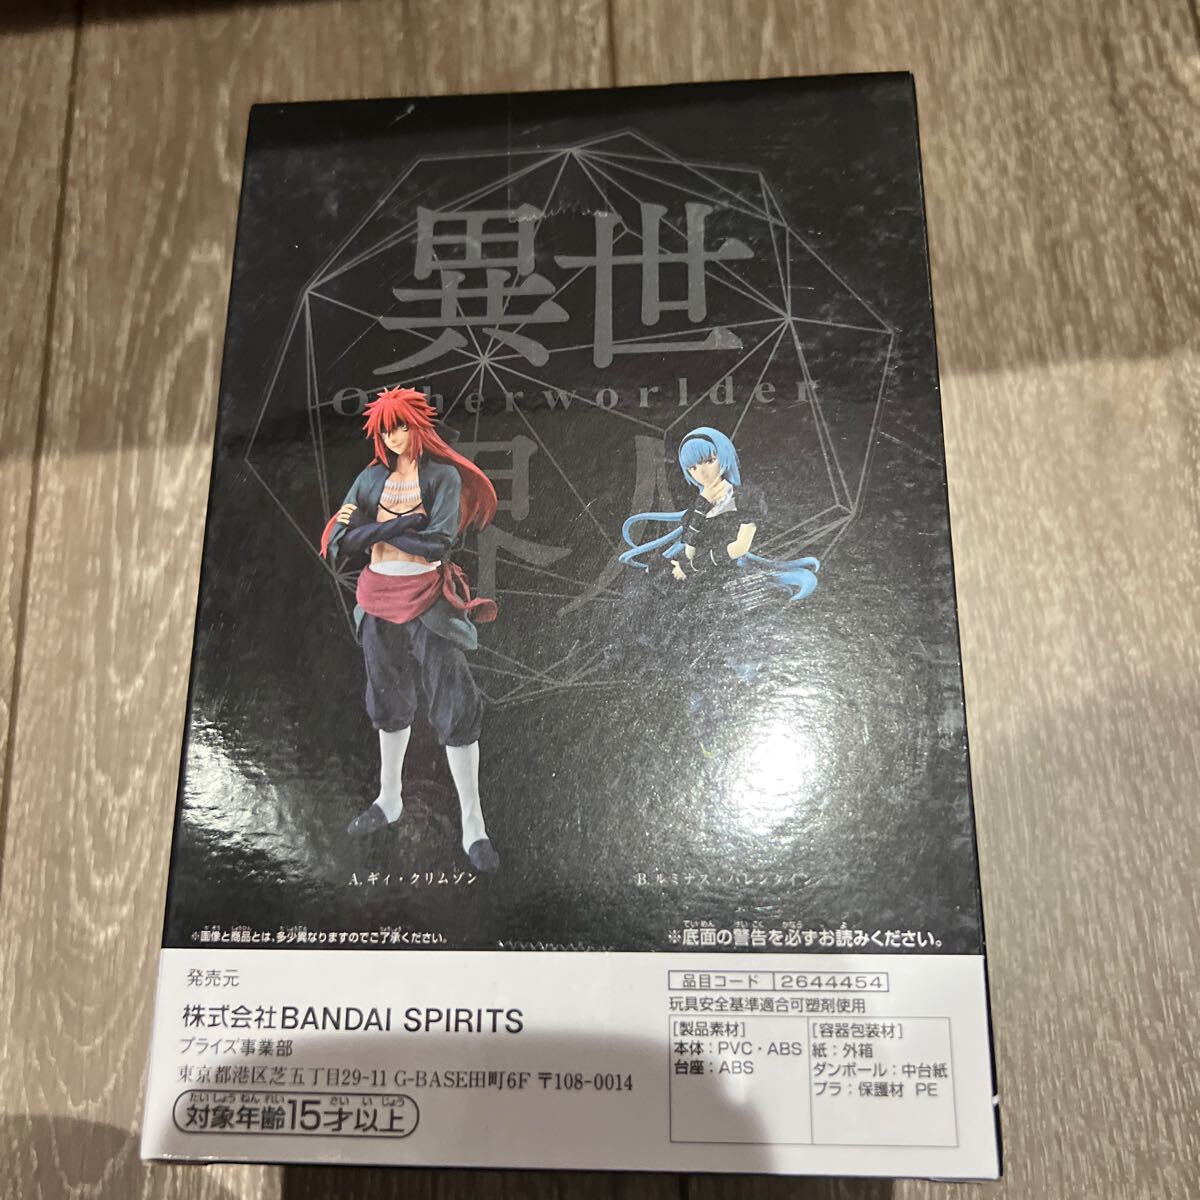 異世
Otherworlder
界人
A.ギィ・クリムゾン
B.ルミナス・バレンタイン
※画像と商品とは、多少異なりますのでご了承ください。
※底面の警告を必ずお読みください。
発売元
株式会社BANDAI SPIRITS
プライズ事業部
東京都港区芝五丁目29-11 G-BASE田町6F 〒108-0014
対象年齢15才以上
品目コード 2644454
玩具安全基準適合可塑剤使用
[製品素材]
本体：PVC・ABS
台座：ABS
[容器包装材]
紙：外箱
ダンボール：中台紙
プラ：保護材 PE